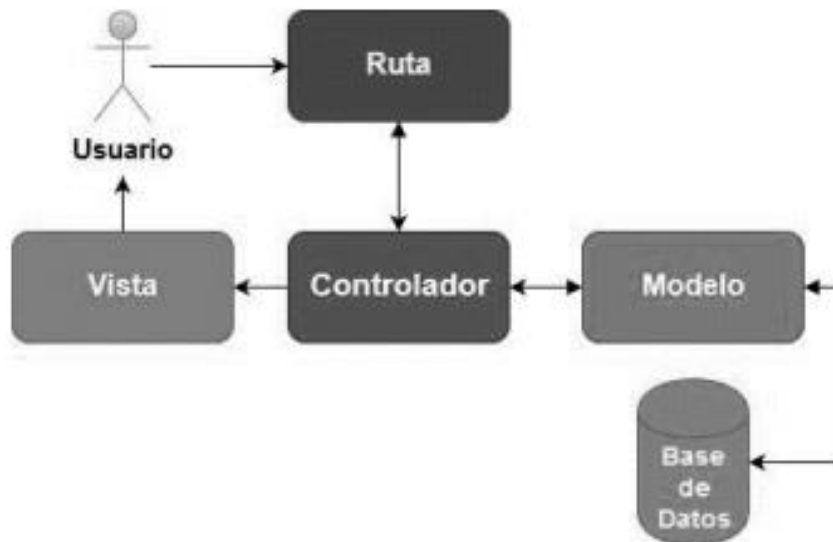 Ruta
Usuario
Vista
Controlador
Modelo
Base
de
Datos